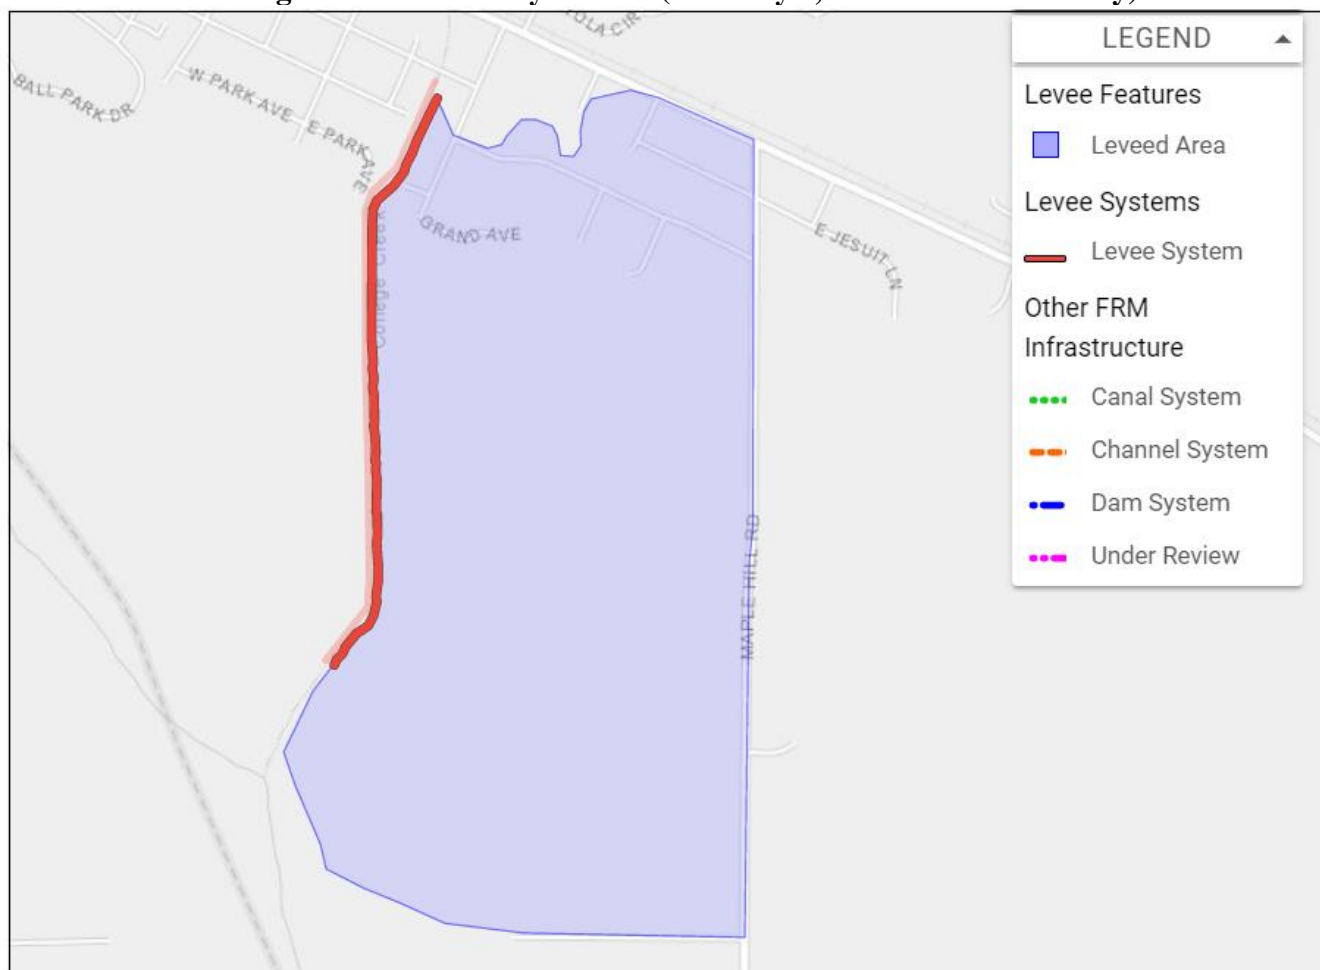 LEGEND
Levee Features
Leveed Area
Levee Systems
Levee System
Other FRM
Infrastructure
Canal System
Channel System
Dam System
Under Review
BALL PARK DR
W PARK AVE
E PARK AVE
GRAND AVE
College Creek
E JESUIT LN
MAPLE HILL RD